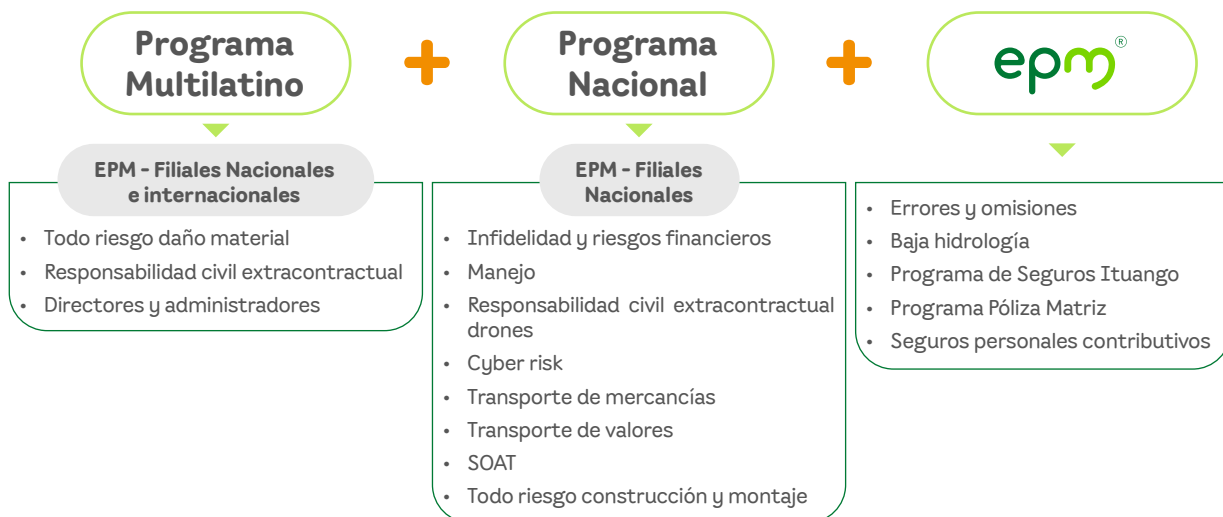 Programa
Multilatino
+
Programa
Nacional
+
epm®
EPM - Filiales Nacionales
e internacionales
• Todo riesgo daño material
• Responsabilidad civil extracontractual
• Directores y administradores
EPM - Filiales
Nacionales
• Infidelidad y riesgos financieros
• Manejo
• Responsabilidad civil extracontractual
drones
• Cyber risk
• Transporte de mercancías
• Transporte de valores
• SOAT
• Todo riesgo construcción y montaje
• Errores y omisiones
• Baja hidrología
• Programa de Seguros Ituango
• Programa Póliza Matriz
• Seguros personales contributivos